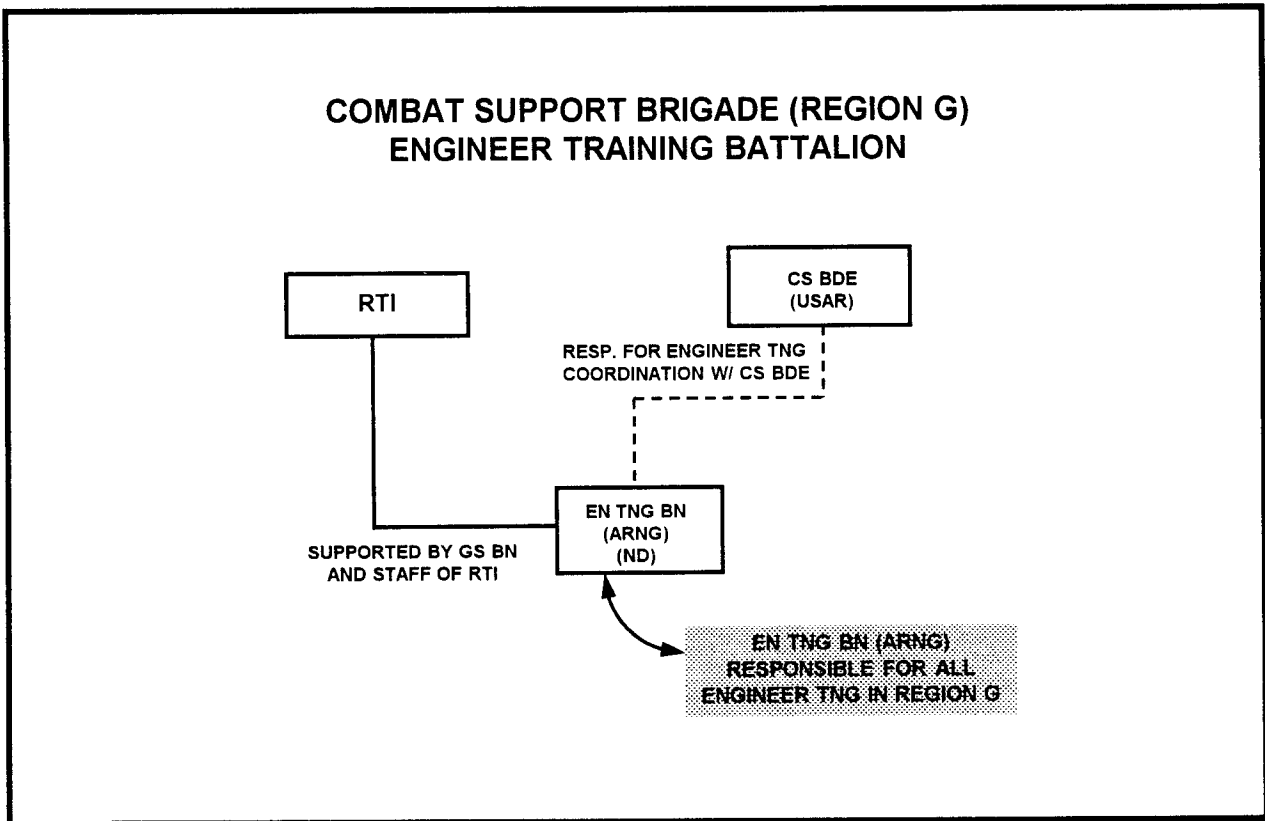 COMBAT SUPPORT BRIGADE (REGION G)
ENGINEER TRAINING BATTALION
RTI
CS BDE
(USAR)
RESP. FOR ENGINEER TNG
COORDINATION W/ CS BDE
EN TNG BN
(ARNG)
(ND)
SUPPORTED BY GS BN
AND STAFF OF RTI
EN TNG BN (ARNG)
RESPONSIBLE FOR ALL
ENGINEER TNG IN REGION G